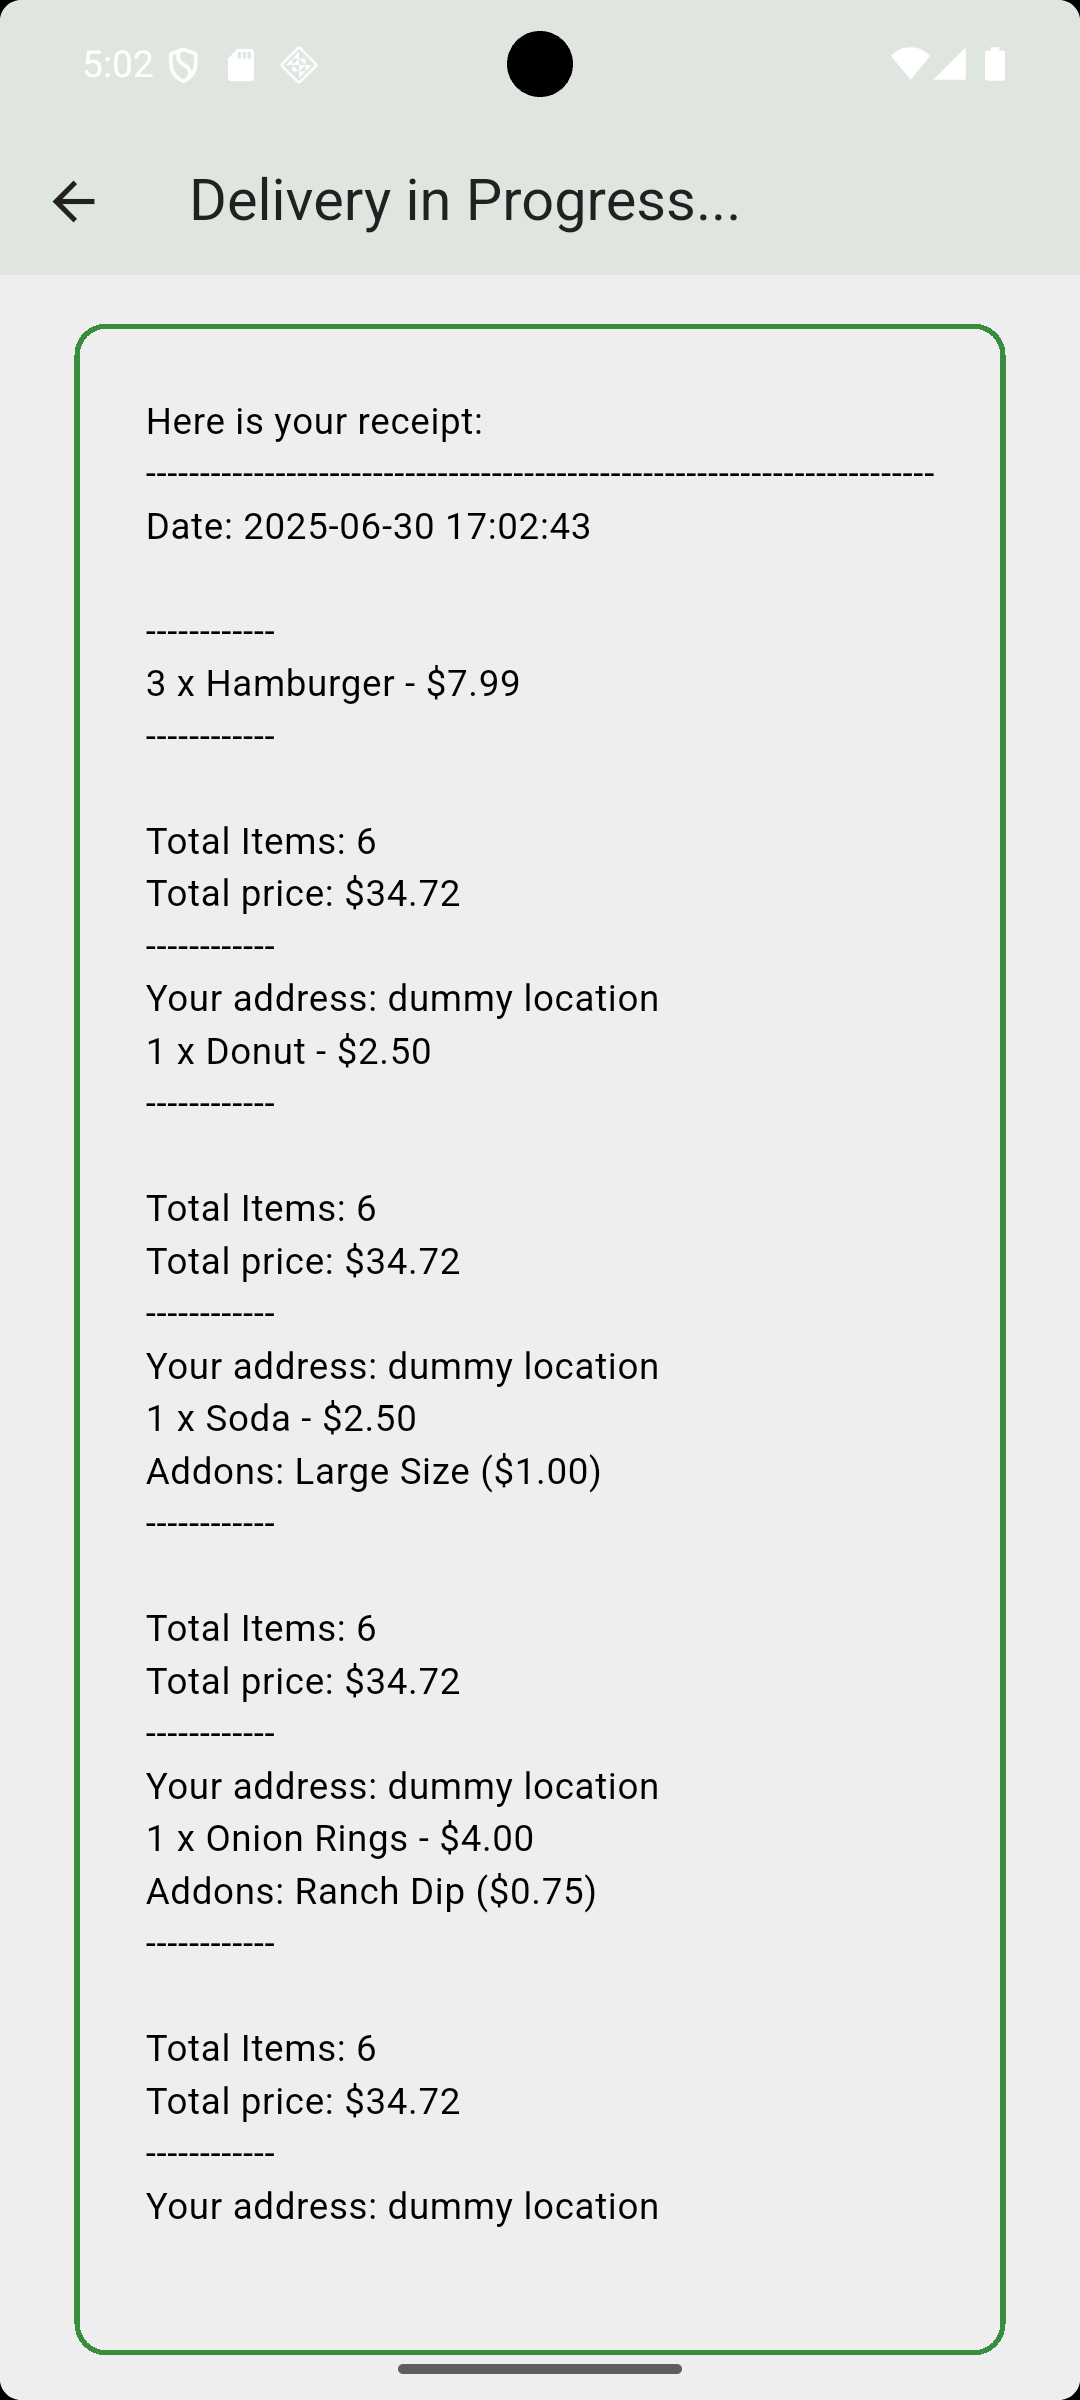 5:02
Delivery in Progress...
Here is your receipt:
-------------------------------------------------------------------------
Date: 2025-06-30 17:02:43
------------
3 x Hamburger - $7.99
------------
Total Items: 6
Total price: $34.72
------------
Your address: dummy location
1 x Donut - $2.50
------------
Total Items: 6
Total price: $34.72
------------
Your address: dummy location
1 x Soda - $2.50
Addons: Large Size ($1.00)
------------
Total Items: 6
Total price: $34.72
------------
Your address: dummy location
1 x Onion Rings - $4.00
Addons: Ranch Dip ($0.75)
------------
Total Items: 6
Total price: $34.72
------------
Your address: dummy location